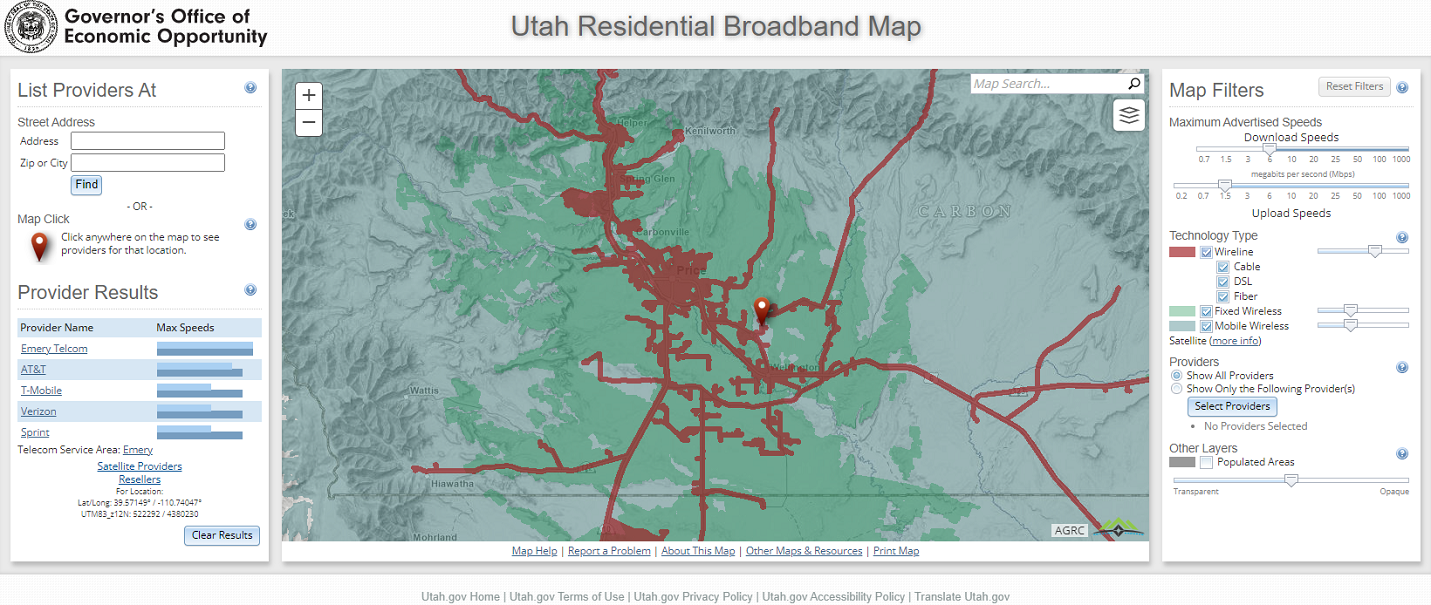 Governor's Office of
Economic Opportunity
Utah Residential Broadband Map
List Providers At
Street Address
Address
Zip or City
Find
- OR -
Map Click
Click anywhere on the map to see
providers for that location.
Provider Results
Provider Name Max Speeds
Emery Telcom
AT&T
T-Mobile
Verizon
Sprint
Telecom Service Area: Emery
Satellite Providers
Resellers
For Location:
Lat/Long: 39.57149° / -110.74047°
UTM83_z12N: 522292 / 4380230
Clear Results
+
−
Map Search...
Helper
Kenilworth
Spring Glen
CARBON
Carbonville
Price
Wellington
Wattis
Hiawatha
Mohrland
AGRC
Map Help | Report a Problem | About This Map | Other Maps & Resources | Print Map
Map Filters
Reset Filters
Maximum Advertised Speeds
Download Speeds
0.7 1.5 3 6 10 20 25 50 100 1000
megabits per second (Mbps)
0.2 0.7 1.5 3 6 10 20 25 50 100 1000
Upload Speeds
Technology Type
Wireline
Cable
DSL
Fiber
Fixed Wireless
Mobile Wireless
Satellite (more info)
Providers
Show All Providers
Show Only the Following Provider(s)
Select Providers
• No Providers Selected
Other Layers
Populated Areas
Transparent Opaque
Utah.gov Home | Utah.gov Terms of Use | Utah.gov Privacy Policy | Utah.gov Accessibility Policy | Translate Utah.gov